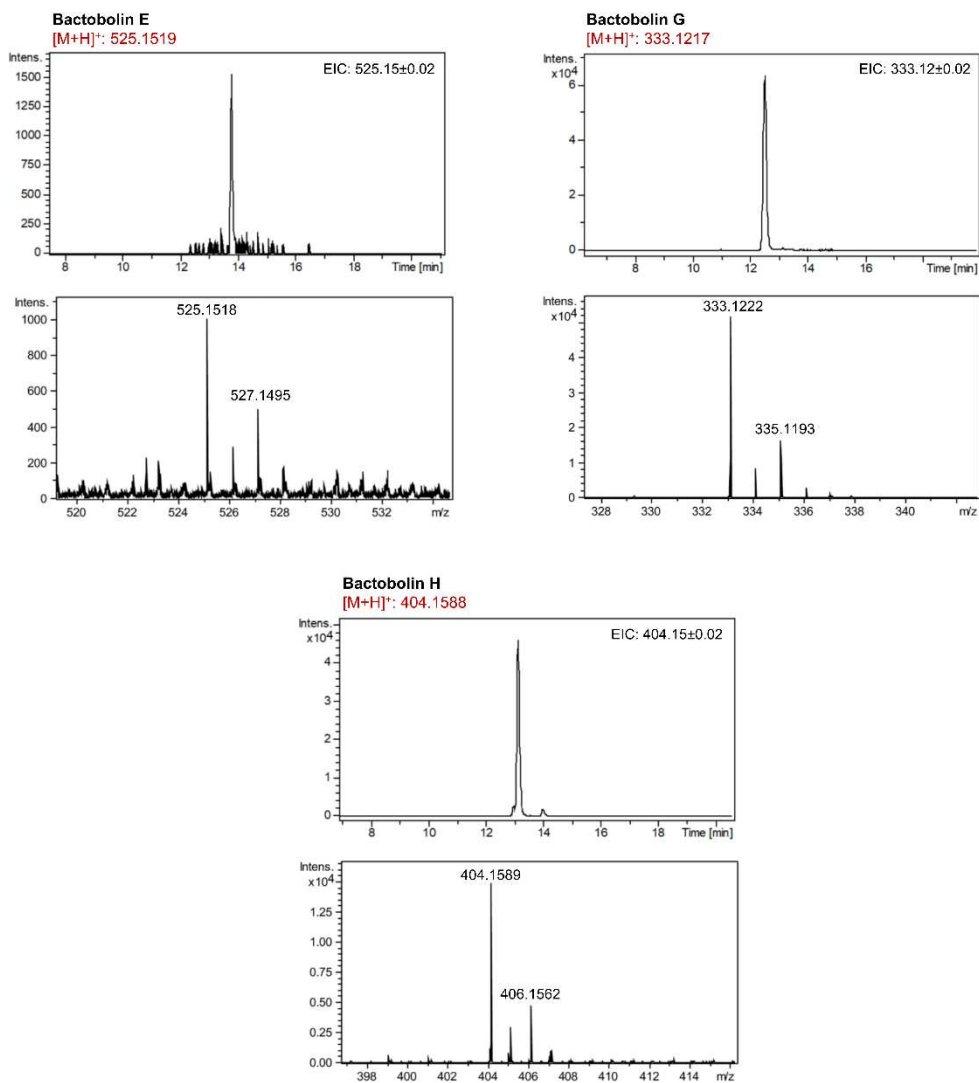 Bactobolin E
[M+H]⁺: 525.1519
Intens.
EIC: 525.15±0.02
1500
1250
1000
750
500
250
0
8 10 12 14 16 18 Time [min]
Intens.
1000
800
600
400
200
0
525.1518
527.1495
520 522 524 526 528 530 532 m/z
Bactobolin G
[M+H]⁺: 333.1217
Intens.
x10⁴
EIC: 333.12±0.02
6
4
2
0
8 10 12 14 16 Time [min]
Intens.
x10⁴
4
3
2
1
0
333.1222
335.1193
328 330 332 334 336 338 340 m/z
Bactobolin H
[M+H]⁺: 404.1588
Intens.
x10⁴
EIC: 404.15±0.02
4
3
2
1
0
8 10 12 14 16 18 Time [min]
Intens.
x10⁴
1.25
1.00
0.75
0.50
0.25
0.00
404.1589
406.1562
398 400 402 404 406 408 410 412 414 m/z